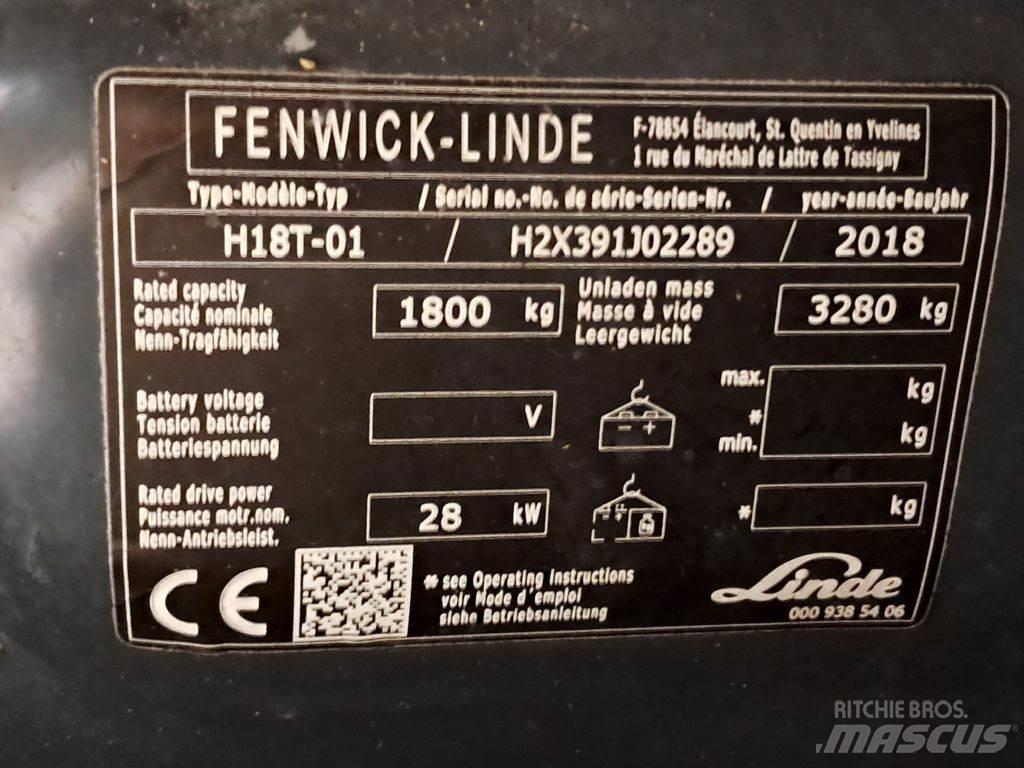 FENWICK-LINDE
F-78854 Élancourt, St. Quentin en Yvelines
1 rue du Maréchal de Lattre de Tassigny
Type-Modèle-Typ / Serial no.-No. de série-Serien-Nr. / year-année-Baujahr
H18T-01 / H2X391J02289 / 2018
Rated capacity
Capacité nominale
Nenn-Tragfähigkeit
1800 kg
Unladen mass
Masse à vide
Leergewicht
3280 kg
Battery voltage
Tension batterie
Batteriespannung
V
- +
max. kg
*
min. kg
Rated drive power
Puissance motr.nom.
Nenn-Antriebsleist.
28 kW
- +
* kg
CE
* see Operating instructions
voir Mode d'emploi
siehe Betriebsanleitung
Linde
000 938 54 06
RITCHIE BROS.
MASCUS